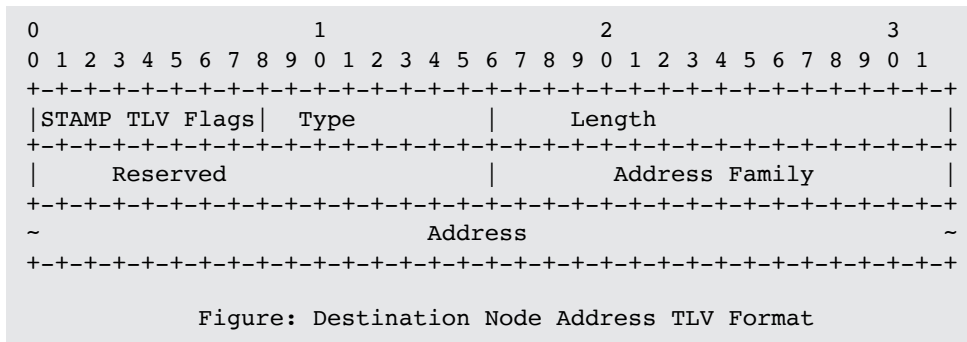 0                   1                   2                   3
0 1 2 3 4 5 6 7 8 9 0 1 2 3 4 5 6 7 8 9 0 1 2 3 4 5 6 7 8 9 0 1
+-+-+-+-+-+-+-+-+-+-+-+-+-+-+-+-+-+-+-+-+-+-+-+-+-+-+-+-+-+-+-+-+
|STAMP TLV Flags|  Type         |     Length                    |
+-+-+-+-+-+-+-+-+-+-+-+-+-+-+-+-+-+-+-+-+-+-+-+-+-+-+-+-+-+-+-+-+
|     Reserved                  |        Address Family         |
+-+-+-+-+-+-+-+-+-+-+-+-+-+-+-+-+-+-+-+-+-+-+-+-+-+-+-+-+-+-+-+-+
~                           Address                             ~
+-+-+-+-+-+-+-+-+-+-+-+-+-+-+-+-+-+-+-+-+-+-+-+-+-+-+-+-+-+-+-+-+
Figure: Destination Node Address TLV Format